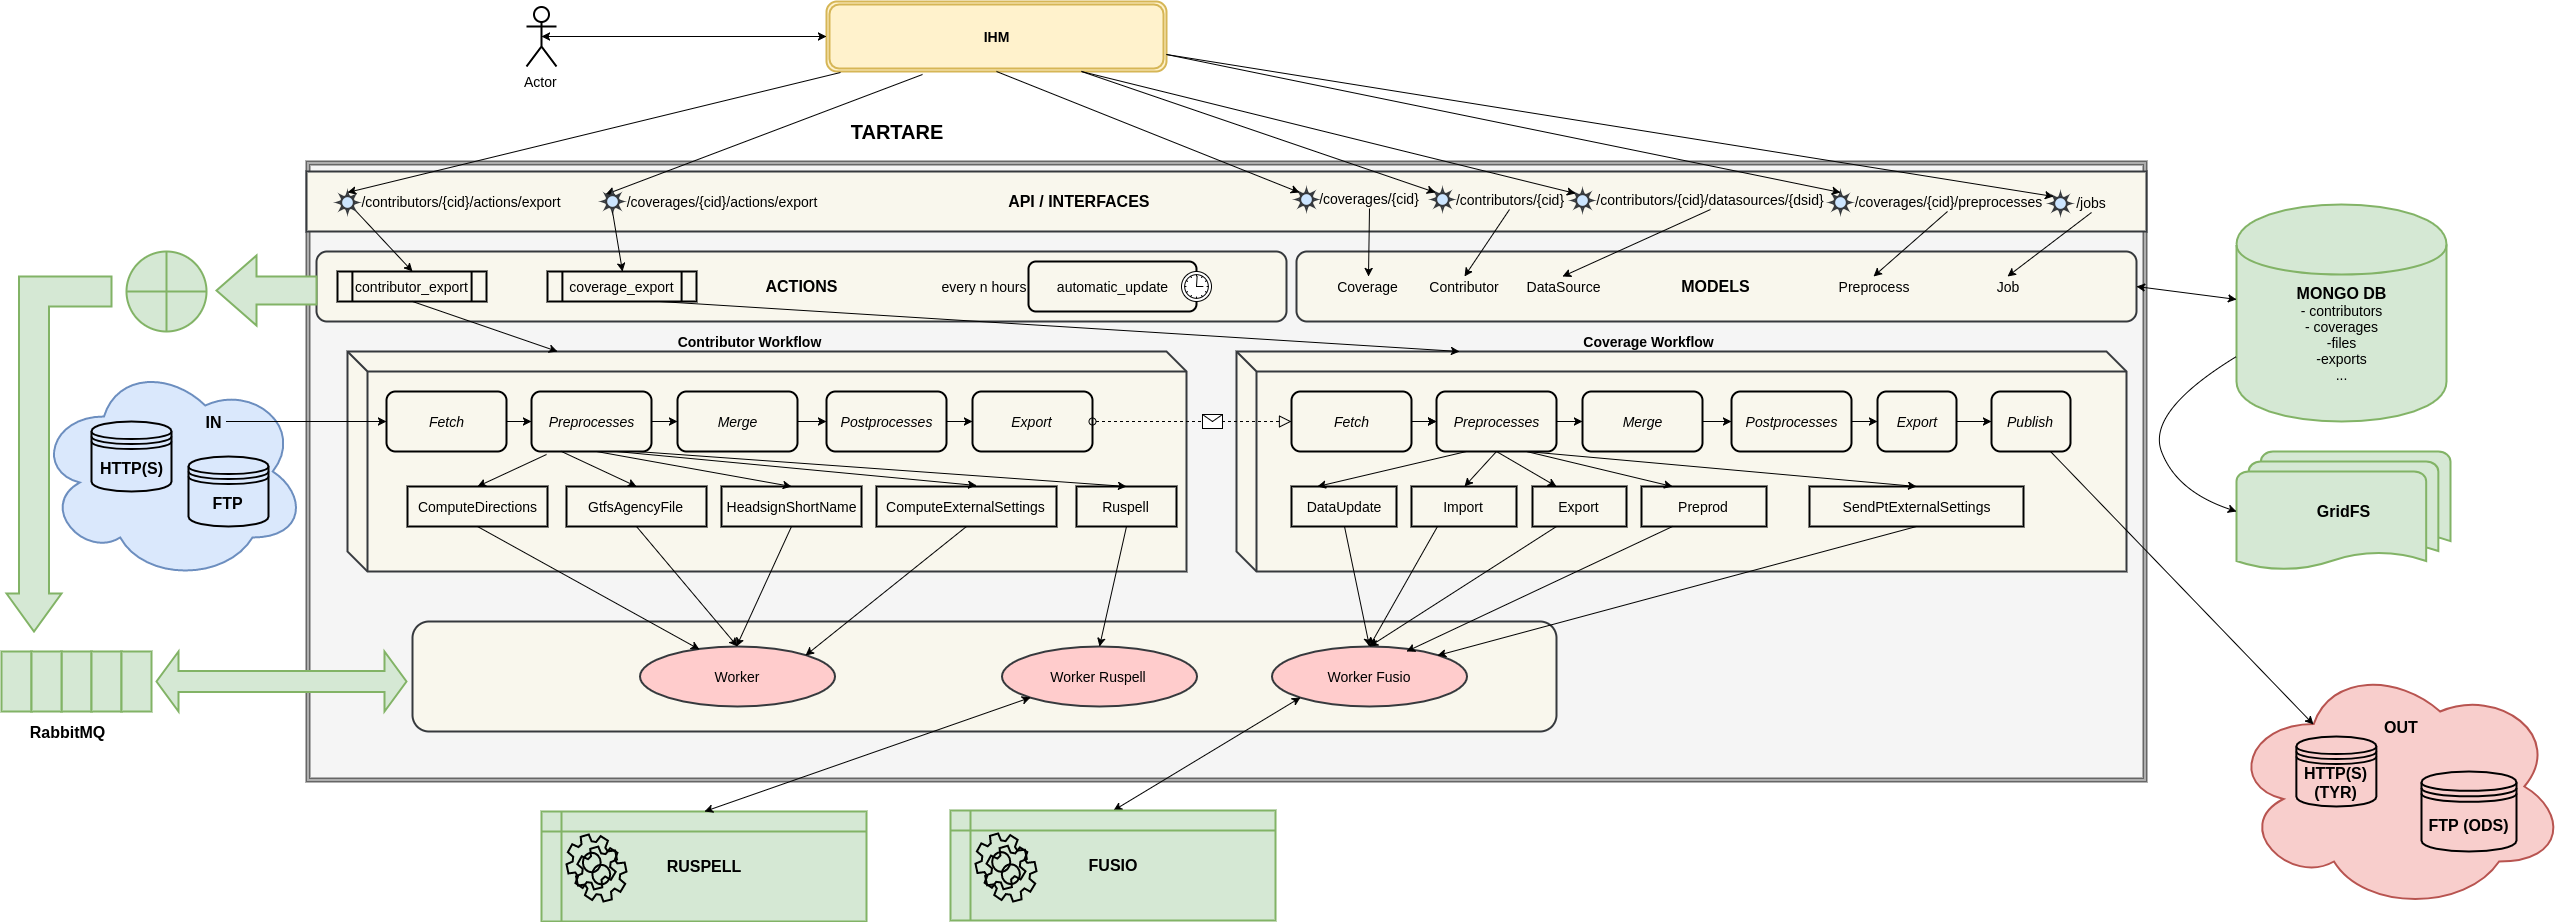 IHM
Actor
TARTARE
/contributors/{cid}/actions/export
/coverages/{cid}/actions/export
API / INTERFACES
/coverages/{cid}
/contributors/{cid}
/contributors/{cid}/datasources/{dsid}
/coverages/{cid}/preprocesses
/jobs
contributor_export
coverage_export
ACTIONS
every n hours
automatic_update
Coverage
Contributor
DataSource
MODELS
Preprocess
Job
MONGO DB
- contributors
- coverages
-files
-exports
...
Contributor Workflow
Coverage Workflow
IN
HTTP(S)
FTP
Fetch
Preprocesses
Merge
Postprocesses
Export
Fetch
Preprocesses
Merge
Postprocesses
Export
Publish
ComputeDirections
GtfsAgencyFile
HeadsignShortName
ComputeExternalSettings
Ruspell
DataUpdate
Import
Export
Preprod
SendPtExternalSettings
GridFS
Worker
Worker Ruspell
Worker Fusio
RabbitMQ
OUT
HTTP(S)
(TYR)
FTP (ODS)
RUSPELL
FUSIO